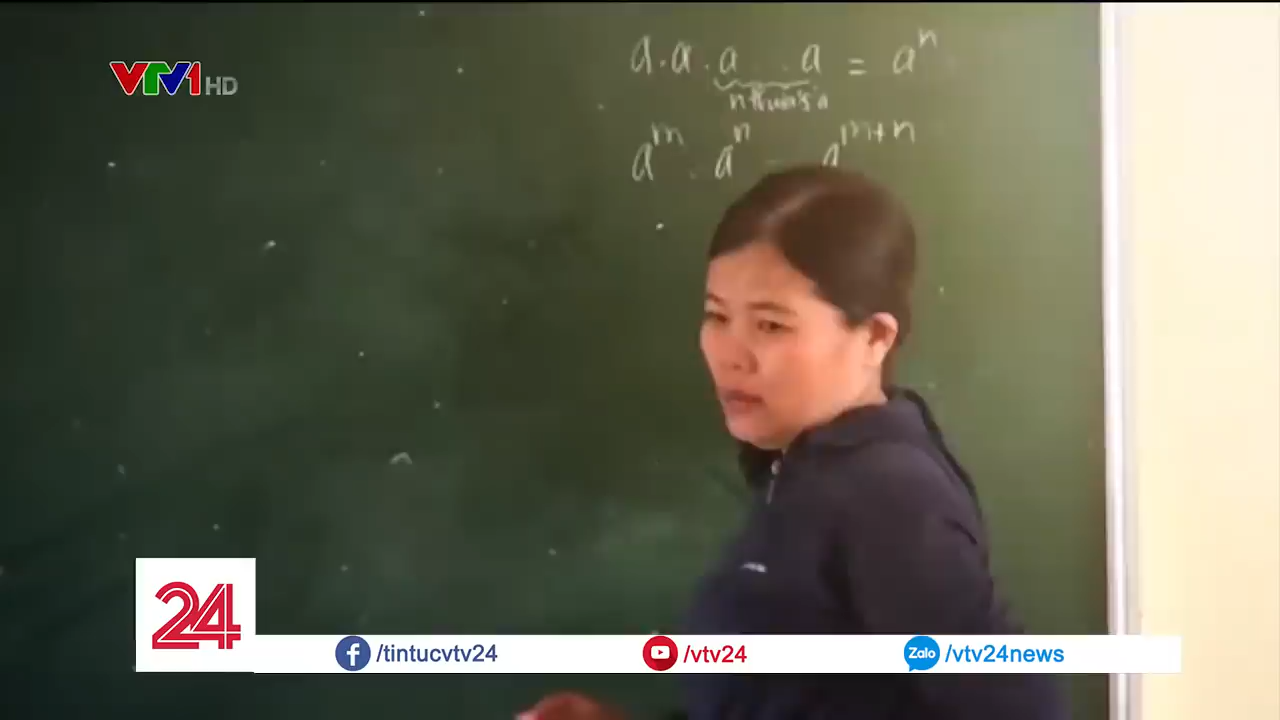 VTV1 HD
a . a . a . . a = a^n
n thừa số a
a^m . a^n = a^{m+n}
24
/tintucvtv24
/vtv24
Zalo /vtv24news